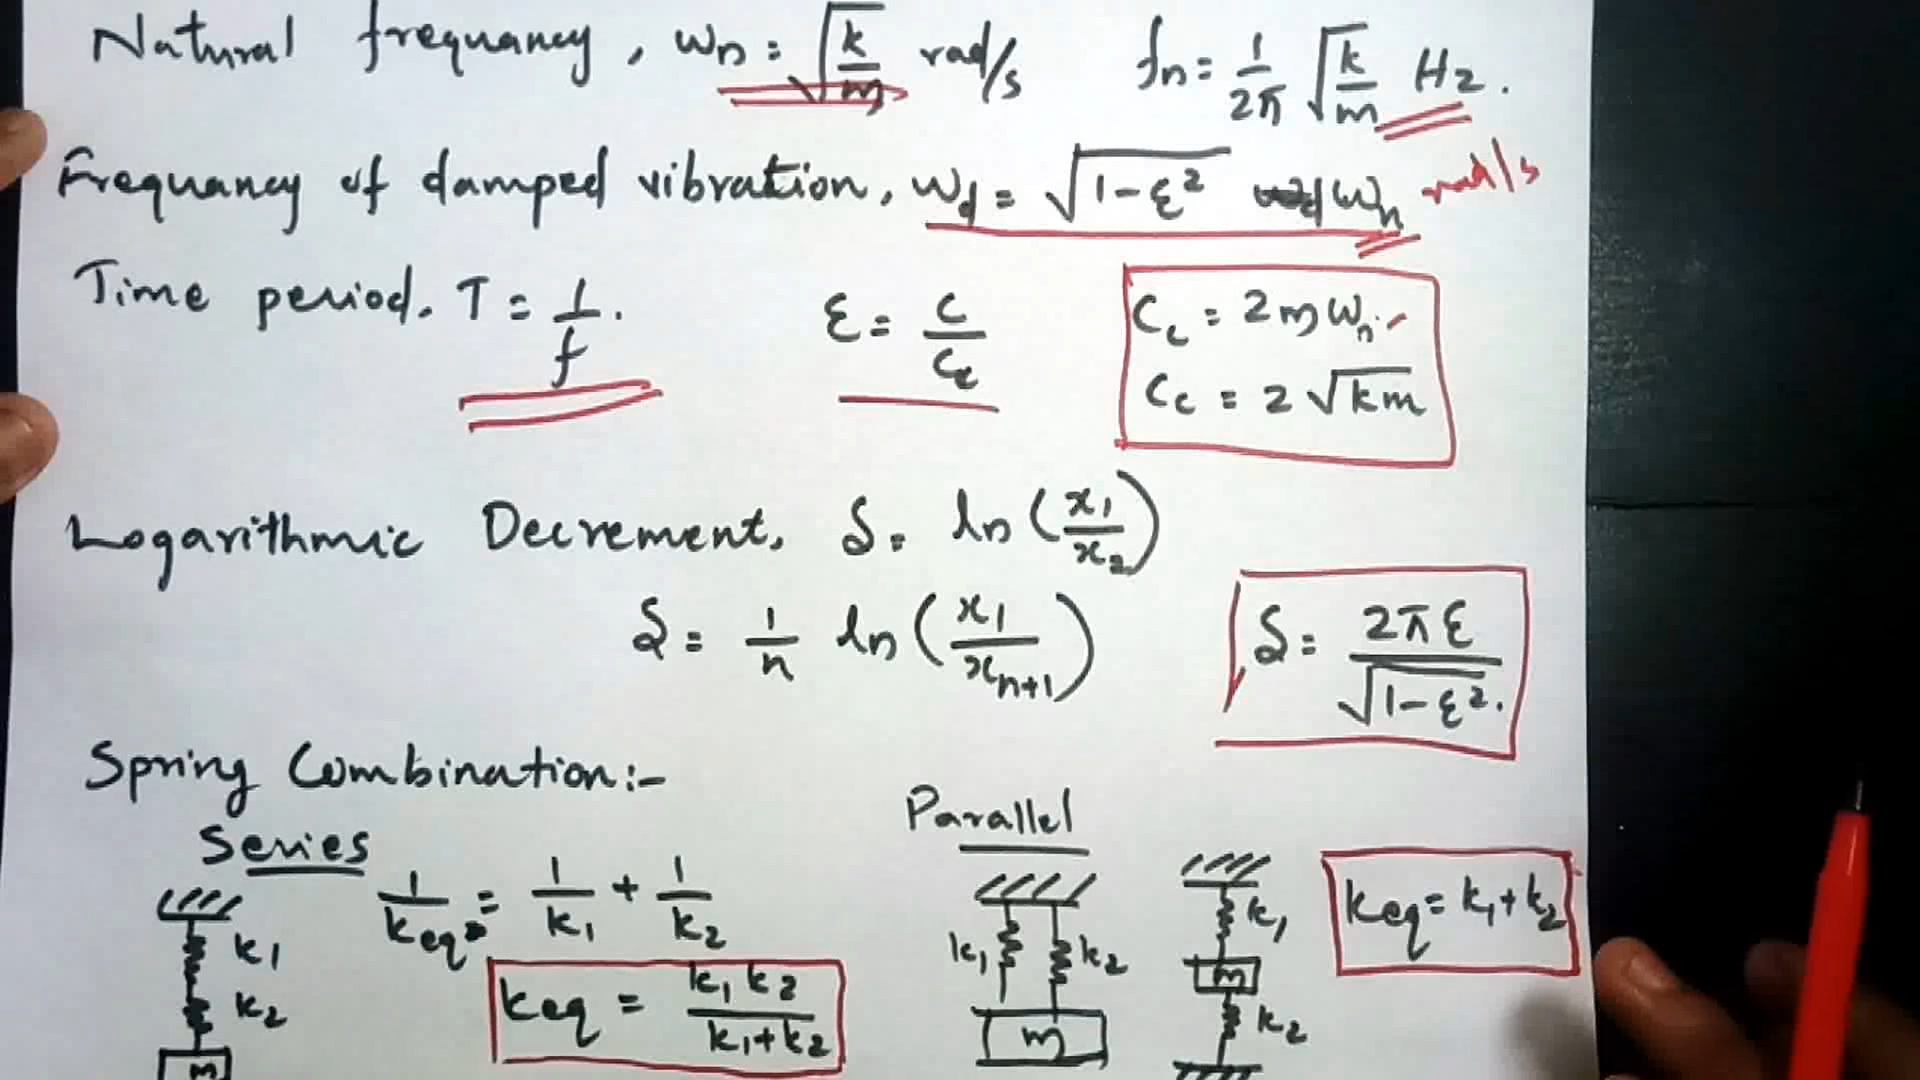 Natural frequancy, ωn = √(k/m) rad/s fn = 1/2π √(k/m) Hz.
Frequancy of damped vibration, ωd = √(1-ε²) ωn rad/s
Time period. T = 1/f. ε = c/cc Cc = 2mωn.
Cc = 2√km
Logarithmic Decrement, δ = ln(x1/x2)
δ = 1/n ln(x1/xn+1) δ = 2πε/√(1-ε²).
Spring Combination:-
Series 1/keq = 1/k1 + 1/k2
k1
k2
m
keq = k1 k2/k1+k2
Parallel
k1 k2
m
k1
m
k2
keq = k1+k2